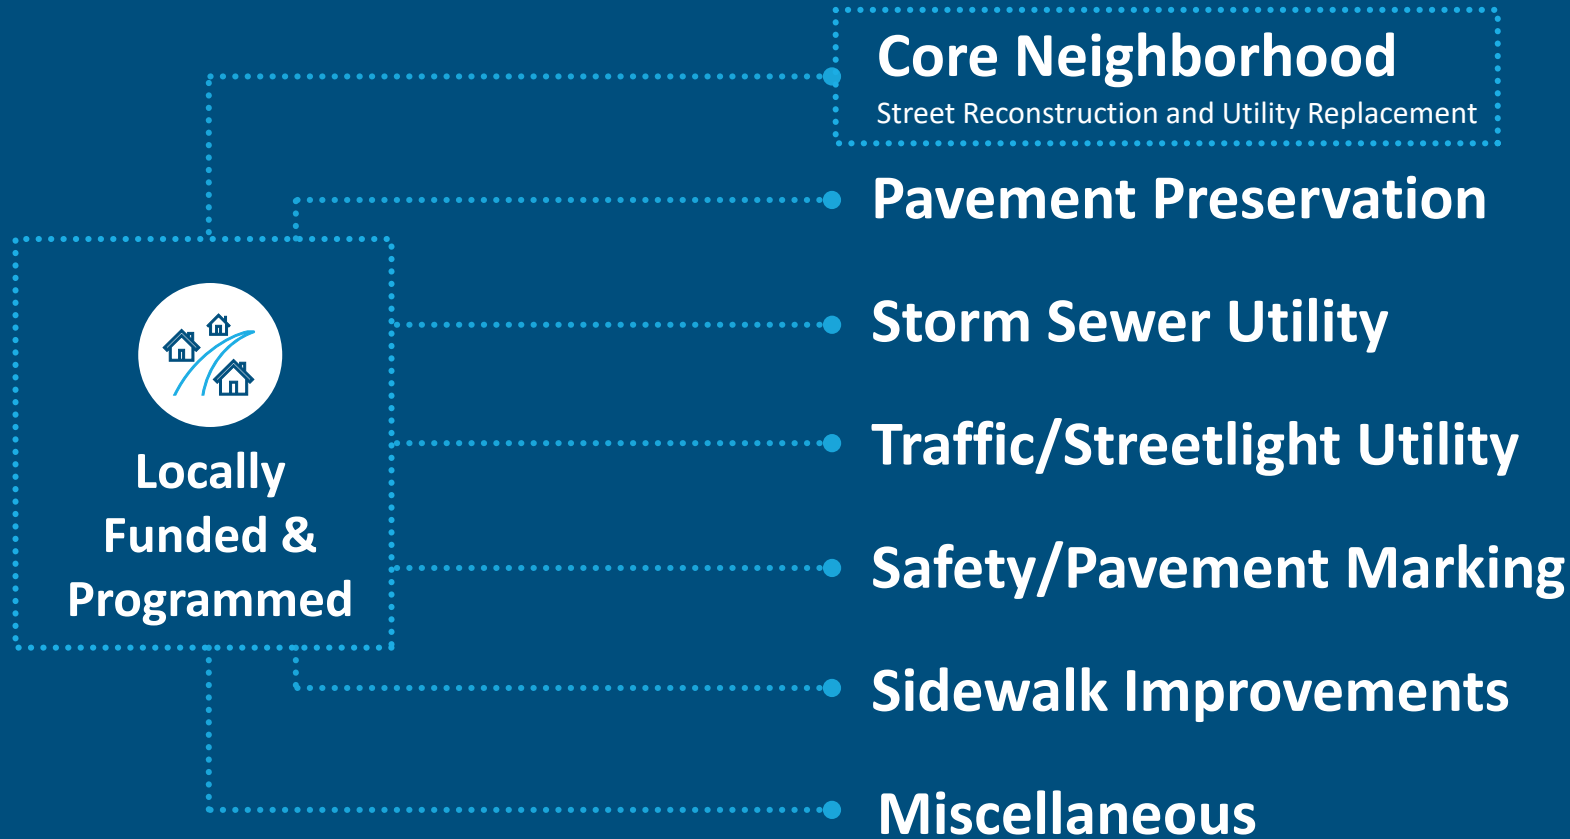 Core Neighborhood
Street Reconstruction and Utility Replacement
Pavement Preservation
Storm Sewer Utility
Traffic/Streetlight Utility
Safety/Pavement Marking
Sidewalk Improvements
Miscellaneous
Locally
Funded &
Programmed